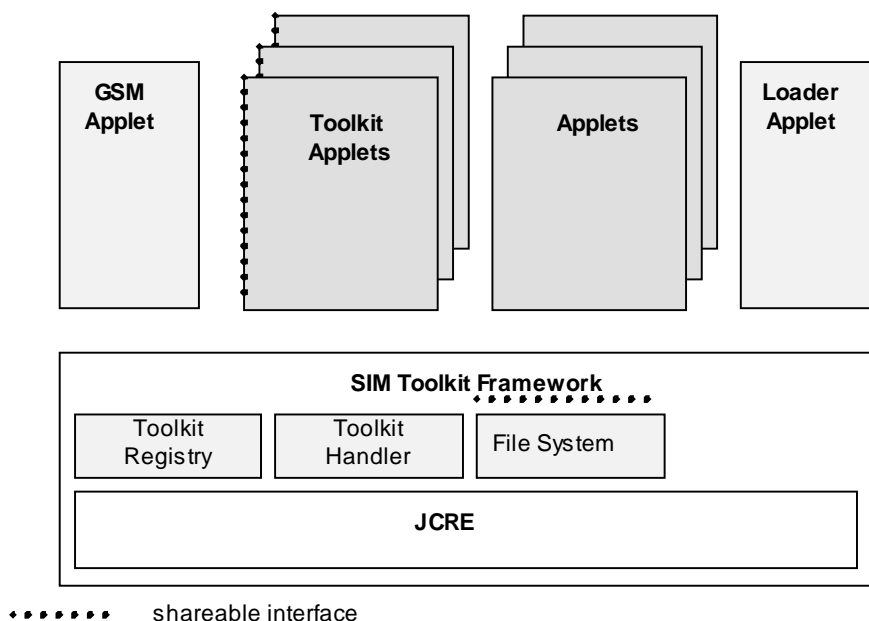 GSM
Applet
Toolkit
Applets
Applets
Loader
Applet
SIM Toolkit Framework
Toolkit
Registry
Toolkit
Handler
File System
JCRE
shareable interface